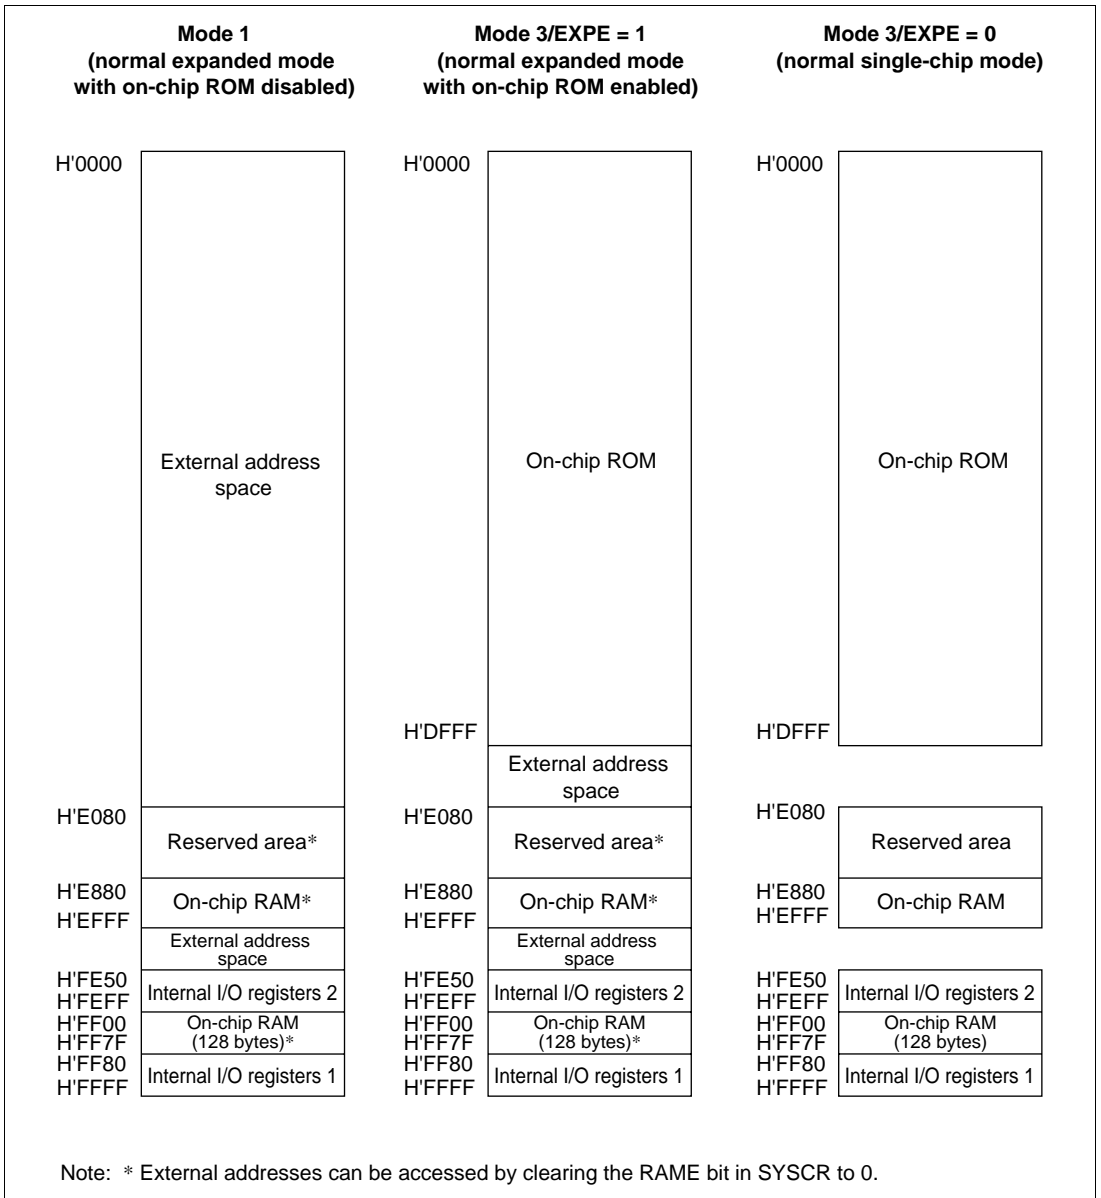 Mode 1
(normal expanded mode
with on-chip ROM disabled)
H'0000
External address
space
H'E080
Reserved area*
H'E880
On-chip RAM*
H'EFFF
External address
space
H'FE50
Internal I/O registers 2
H'FEFF
H'FF00
On-chip RAM
(128 bytes)*
H'FF7F
H'FF80
Internal I/O registers 1
H'FFFF
Mode 3/EXPE = 1
(normal expanded mode
with on-chip ROM enabled)
H'0000
On-chip ROM
H'DFFF
External address
space
H'E080
Reserved area*
H'E880
On-chip RAM*
H'EFFF
External address
space
H'FE50
Internal I/O registers 2
H'FEFF
H'FF00
On-chip RAM
(128 bytes)*
H'FF7F
H'FF80
Internal I/O registers 1
H'FFFF
Mode 3/EXPE = 0
(normal single-chip mode)
H'0000
On-chip ROM
H'DFFF
H'E080
Reserved area
H'E880
On-chip RAM
H'EFFF
H'FE50
Internal I/O registers 2
H'FEFF
H'FF00
On-chip RAM
(128 bytes)
H'FF7F
H'FF80
Internal I/O registers 1
H'FFFF
Note: * External addresses can be accessed by clearing the RAME bit in SYSCR to 0.